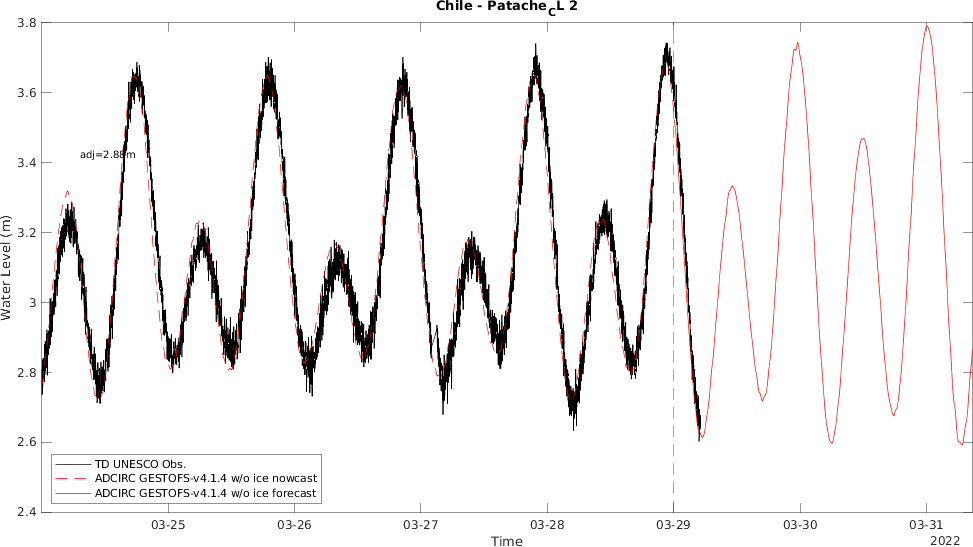 Chile - Patache_CL 2
3.8
3.6
3.4
3.2
3
2.8
2.6
2.4
Water Level (m)
adj=2.88m
TD UNESCO Obs.
ADCIRC GESTOFS-v4.1.4 w/o ice nowcast
ADCIRC GESTOFS-v4.1.4 w/o ice forecast
03-25
03-26
03-27
03-28
03-29
03-30
03-31
Time
2022